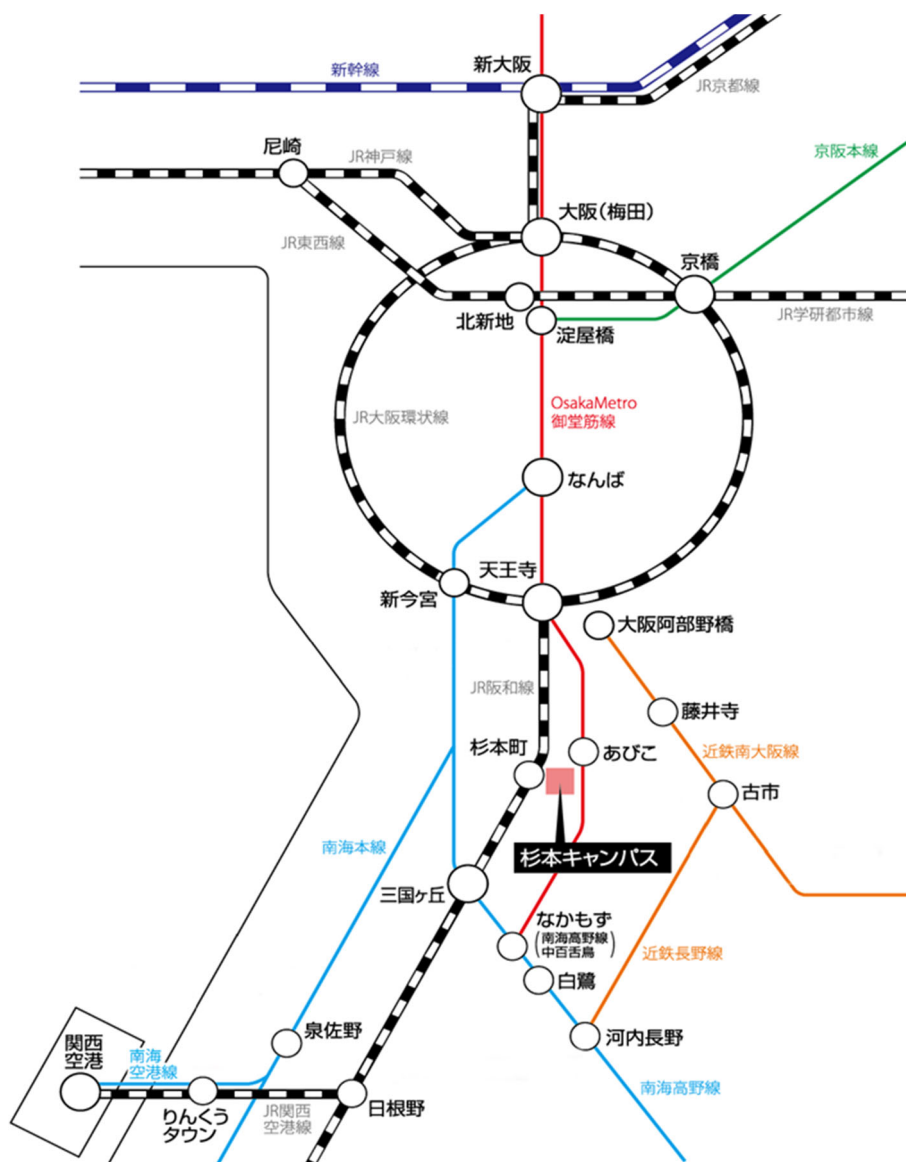 新幹線
新大阪
JR京都線
尼崎
JR神戸線
京阪本線
大阪（梅田）
JR東西線
京橋
北新地
淀屋橋
JR学研都市線
JR大阪環状線
OsakaMetro
御堂筋線
なんば
天王寺
新今宮
大阪阿部野橋
JR阪和線
藤井寺
杉本町
あびこ
近鉄南大阪線
古市
南海本線
杉本キャンパス
三国ヶ丘
なかもず
（南海高野線
中百舌鳥）
近鉄長野線
白鷺
泉佐野
河内長野
関西
空港
南海
空港線
りんくう
タウン
JR関西
空港線
日根野
南海高野線